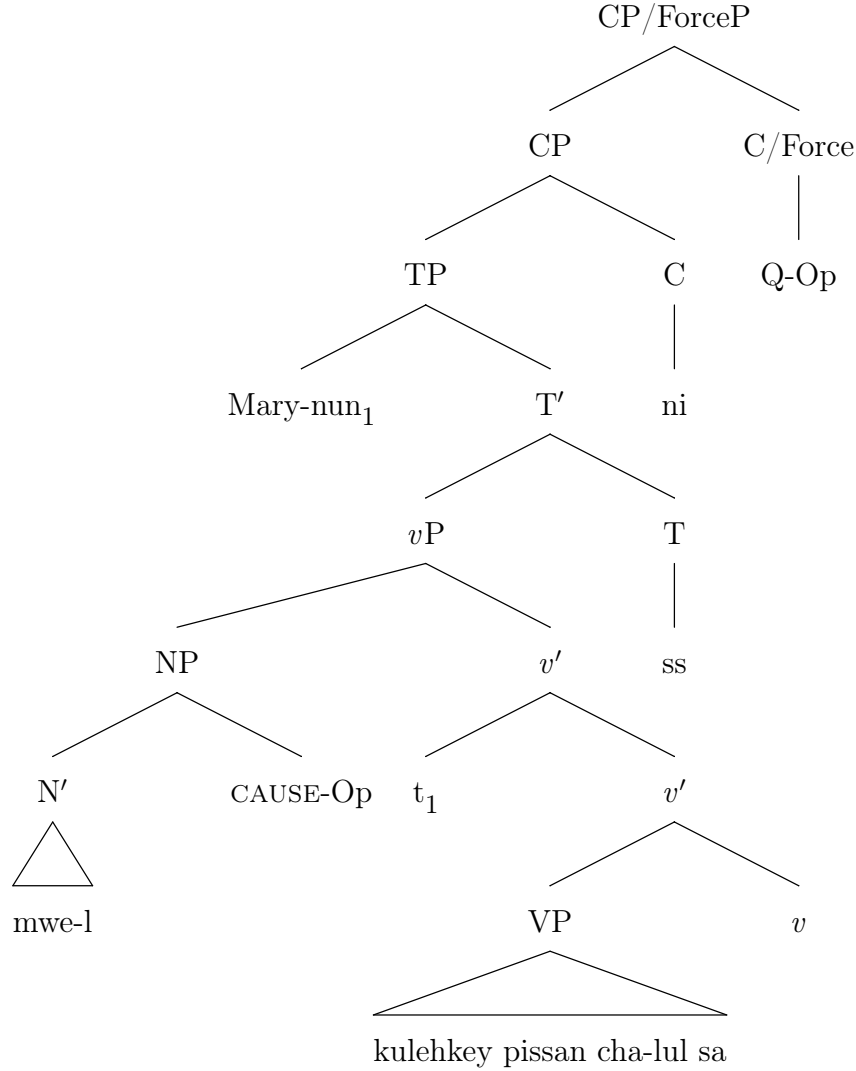 CP/ForceP
CP C/Force
TP C Q-Op
Mary-nun₁ T′ ni
vP T
NP v′ ss
N′ CAUSE-Op t₁ v′
mwe-l VP v
kulehkey pissan cha-lul sa